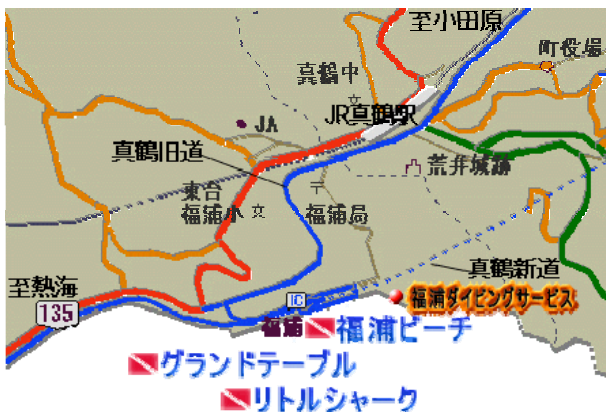 至小田原
町役場
真鶴中
文
JR真鶴駅
JA
真鶴旧道
荒井城跡
東台
福浦小 文
〒
福浦局
真鶴新道
至熱海
135
IC
福浦
福浦ダイビングサービス
福浦ビーチ
グランドテーブル
リトルシャーク